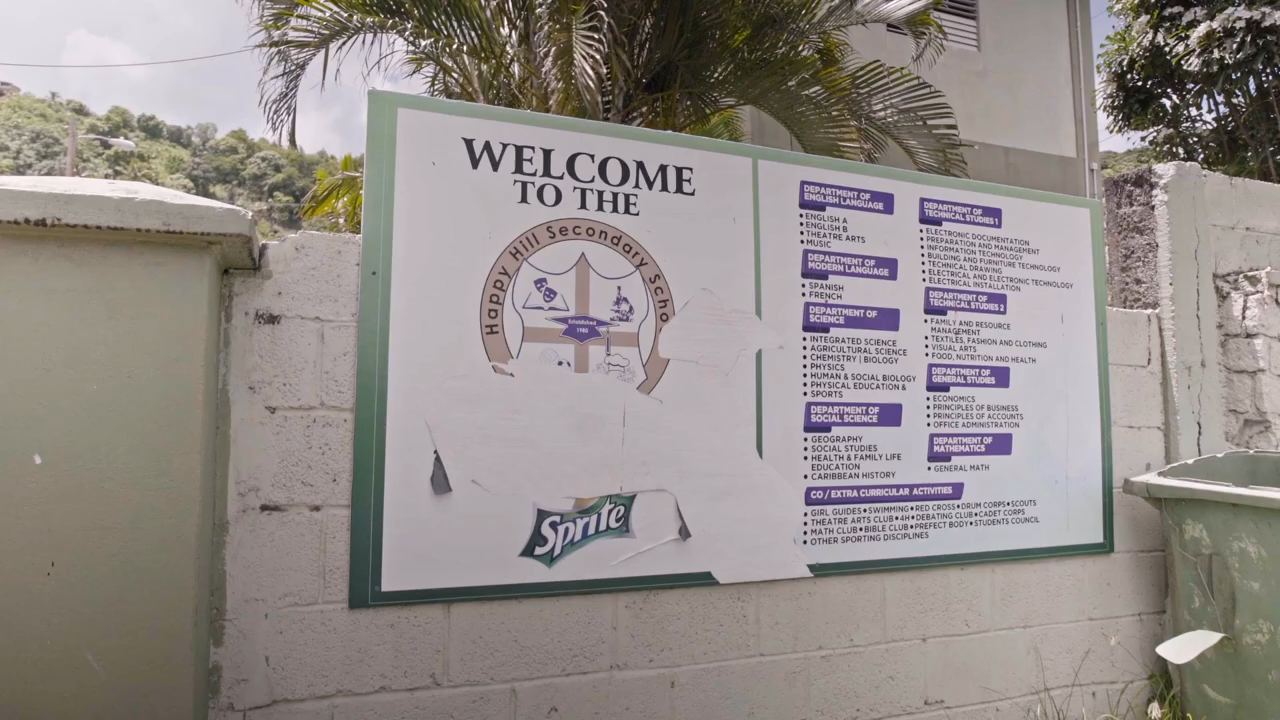 WELCOME
TO THE
Happy Hill Secondary Scho
Established
1980
Sprite
DEPARTMENT OF
ENGLISH LANGUAGE
• ENGLISH A
• ENGLISH B
• THEATRE ARTS
• MUSIC
DEPARTMENT OF
MODERN LANGUAGE
• SPANISH
• FRENCH
DEPARTMENT OF
SCIENCE
• INTEGRATED SCIENCE
• AGRICULTURAL SCIENCE
• CHEMISTRY | BIOLOGY
• PHYSICS
• HUMAN & SOCIAL BIOLOGY
• PHYSICAL EDUCATION &
• SPORTS
DEPARTMENT OF
SOCIAL SCIENCE
• GEOGRAPHY
• SOCIAL STUDIES
• HEALTH & FAMILY LIFE
EDUCATION
• CARIBBEAN HISTORY
DEPARTMENT OF
TECHNICAL STUDIES 1
• ELECTRONIC DOCUMENTATION
• PREPARATION AND MANAGEMENT
• INFORMATION TECHNOLOGY
• BUILDING AND FURNITURE TECHNOLOGY
• TECHNICAL DRAWING
• ELECTRICAL AND ELECTRONIC TECHNOLOGY
• ELECTRICAL INSTALLATION
DEPARTMENT OF
TECHNICAL STUDIES 2
• FAMILY AND RESOURCE
MANAGEMENT
• TEXTILES, FASHION AND CLOTHING
• VISUAL ARTS
• FOOD, NUTRITION AND HEALTH
DEPARTMENT OF
GENERAL STUDIES
• ECONOMICS
• PRINCIPLES OF BUSINESS
• PRINCIPLES OF ACCOUNTS
• OFFICE ADMINISTRATION
DEPARTMENT OF
MATHEMATICS
• GENERAL MATH
CO / EXTRA CURRICULAR ACTIVITIES
• GIRL GUIDES • SWIMMING • RED CROSS • DRUM CORPS • SCOUTS
• THEATRE ARTS CLUB • 4H • DEBATING CLUB • CADET CORPS
• MATH CLUB • BIBLE CLUB • PREFECT BODY • STUDENTS COUNCIL
• OTHER SPORTING DISCIPLINES